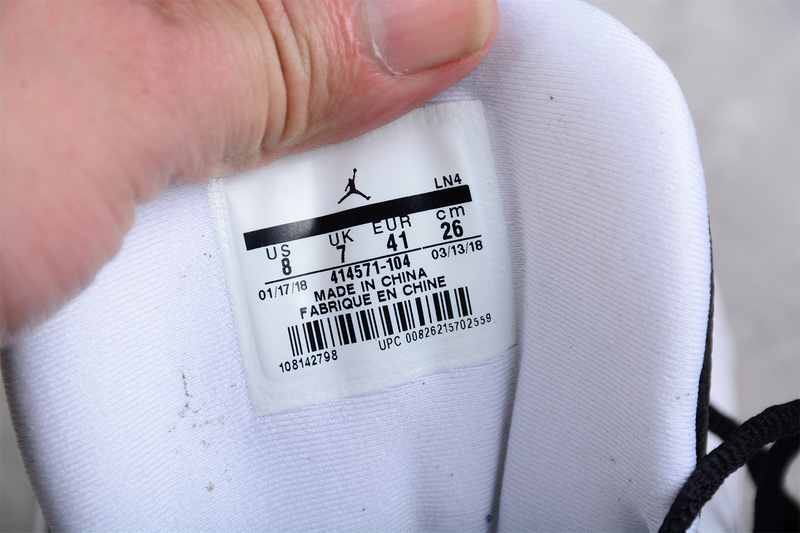 LN4
US UK EUR cm
8 7 41 26
01/17/18 414571-104 03/13/18
MADE IN CHINA
FABRIQUE EN CHINE
108142798 UPC 00826215702559